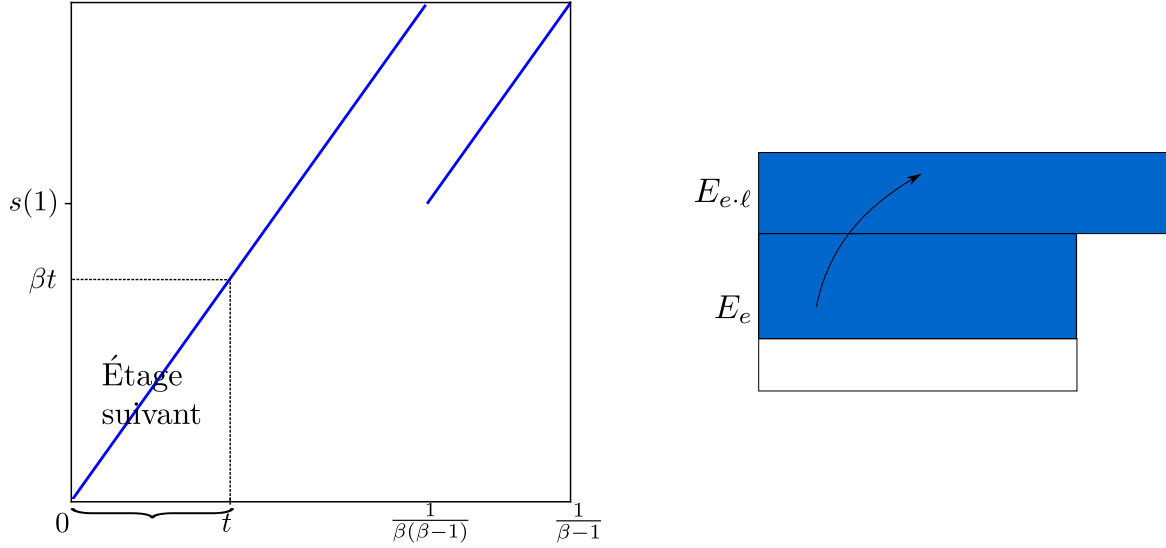 s(1)
βt
Étage
suivant
0
t
1/β(β−1)
1/β−1
E_{e·ℓ}
E_e